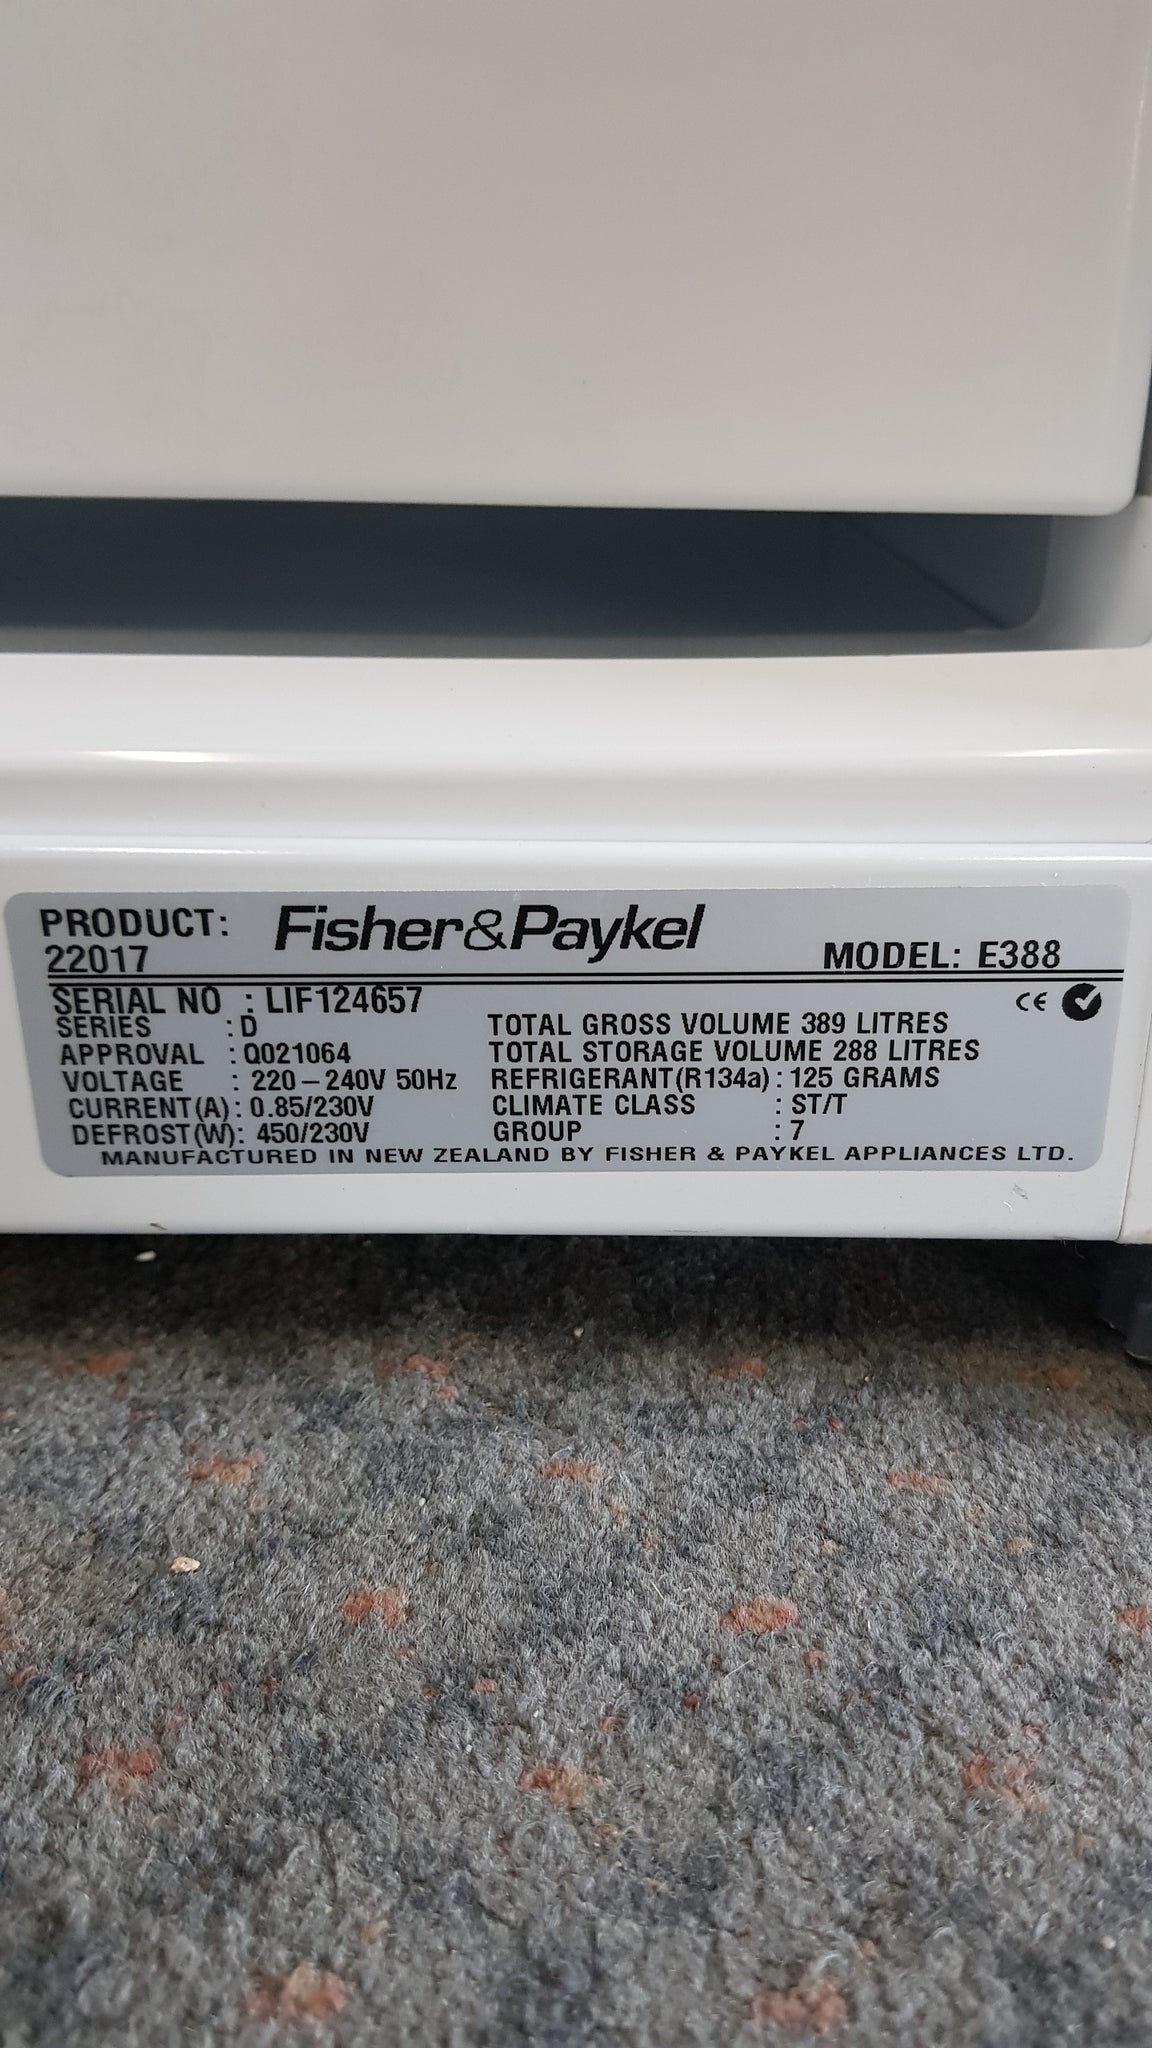 PRODUCT: Fisher&Paykel
22017 MODEL: E388
SERIAL NO : LIF124657 CE
SERIES : D TOTAL GROSS VOLUME 389 LITRES
APPROVAL : Q021064 TOTAL STORAGE VOLUME 288 LITRES
VOLTAGE : 220-240V 50Hz REFRIGERANT(R134a): 125 GRAMS
CURRENT(A): 0.85/230V CLIMATE CLASS : ST/T
DEFROST(W): 450/230V GROUP : 7
MANUFACTURED IN NEW ZEALAND BY FISHER & PAYKEL APPLIANCES LTD.